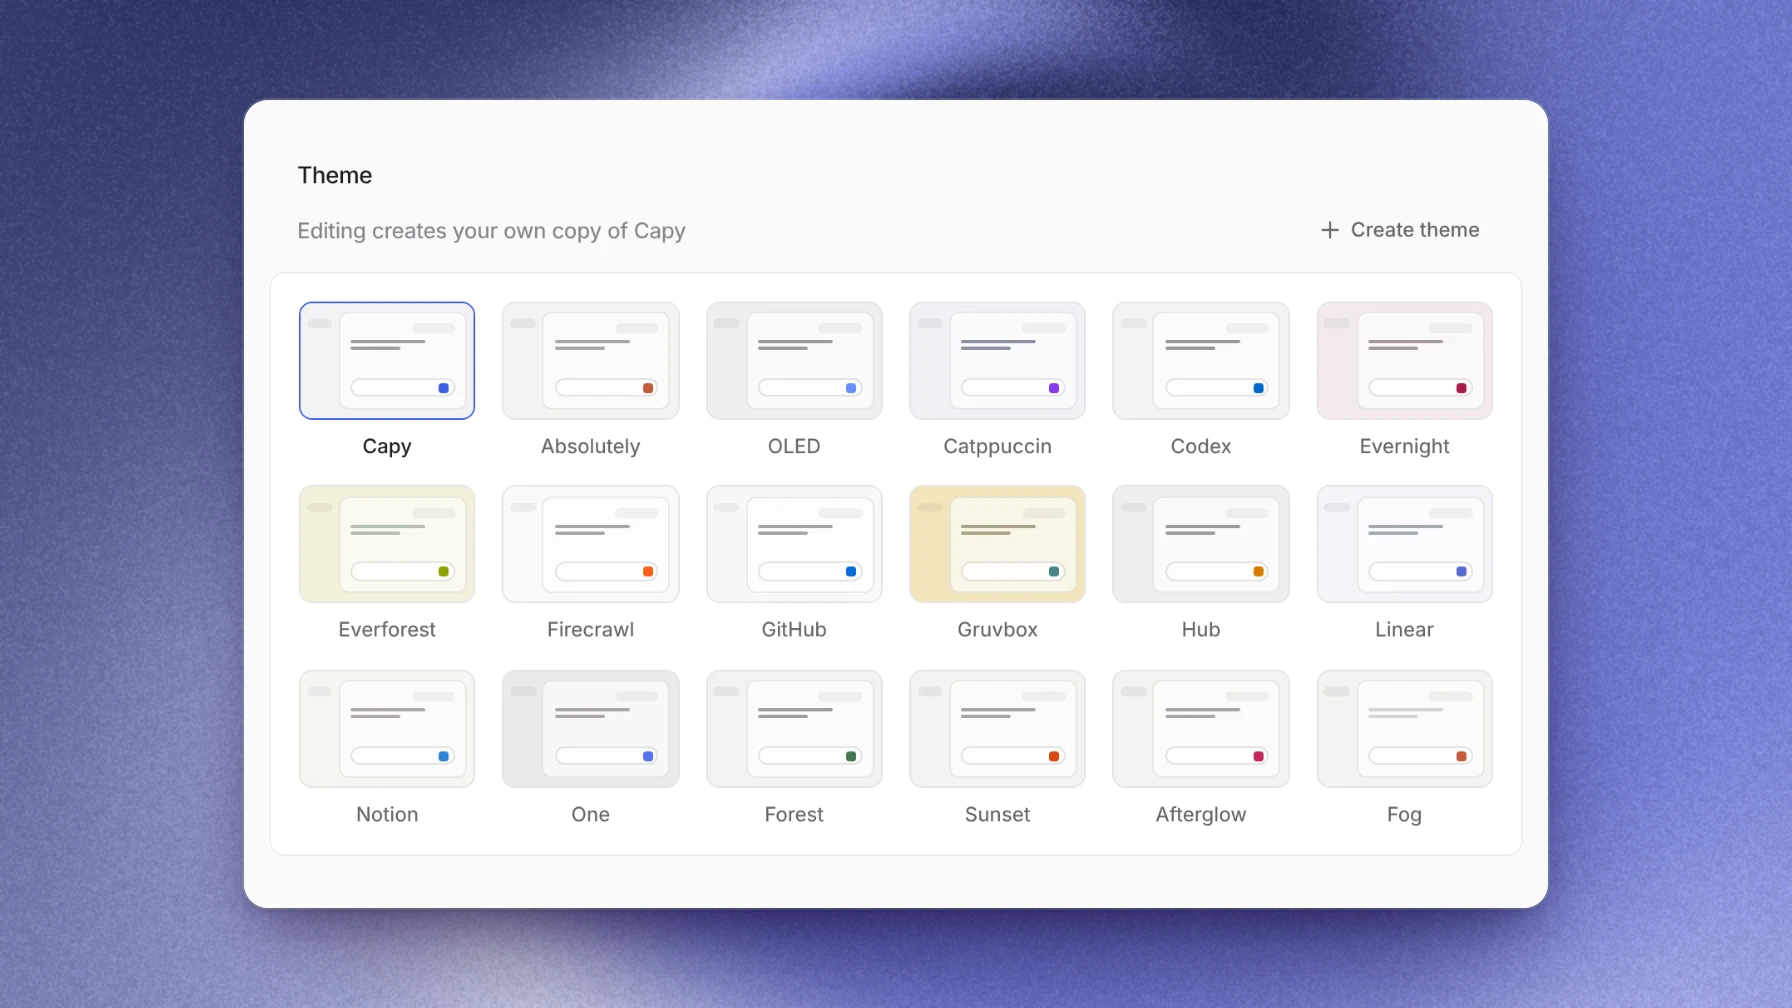 Theme
Editing creates your own copy of Capy
Create theme
Capy
Absolutely
OLED
Catppuccin
Codex
Evernight
Everforest
Firecrawl
GitHub
Gruvbox
Hub
Linear
Notion
One
Forest
Sunset
Afterglow
Fog